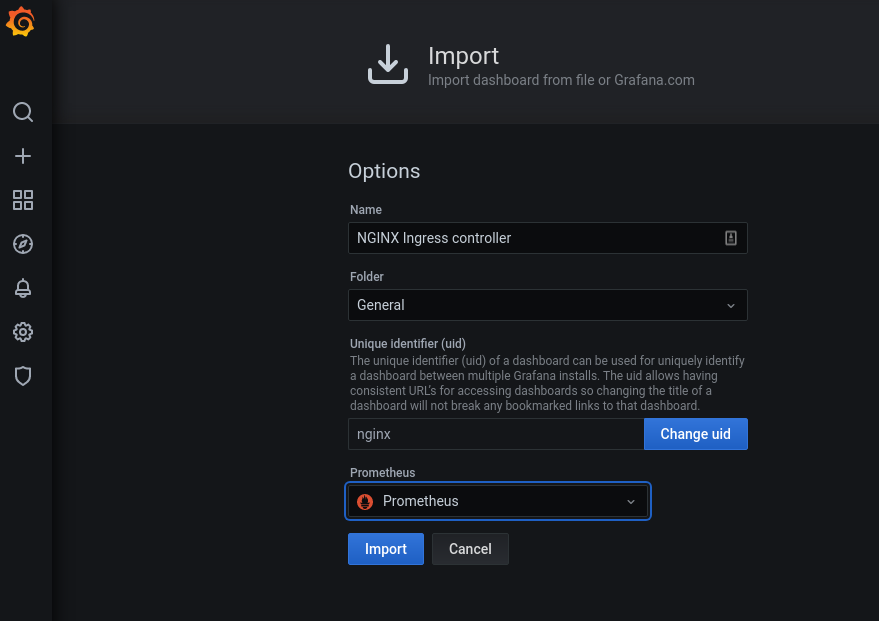 Import
Import dashboard from file or Grafana.com
Options
Name
NGINX Ingress controller
Folder
General
Unique identifier (uid)
The unique identifier (uid) of a dashboard can be used for uniquely identify
a dashboard between multiple Grafana installs. The uid allows having
consistent URL's for accessing dashboards so changing the title of a
dashboard will not break any bookmarked links to that dashboard.
nginx
Change uid
Prometheus
Prometheus
Import
Cancel